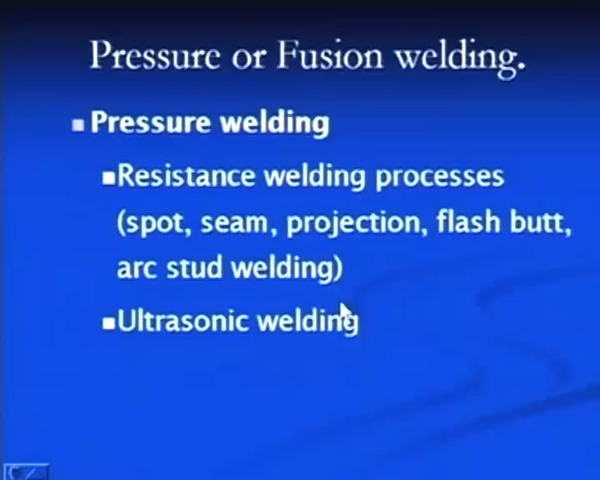 Pressure or Fusion welding.
Pressure welding
Resistance welding processes
(spot, seam, projection, flash butt,
arc stud welding)
Ultrasonic welding